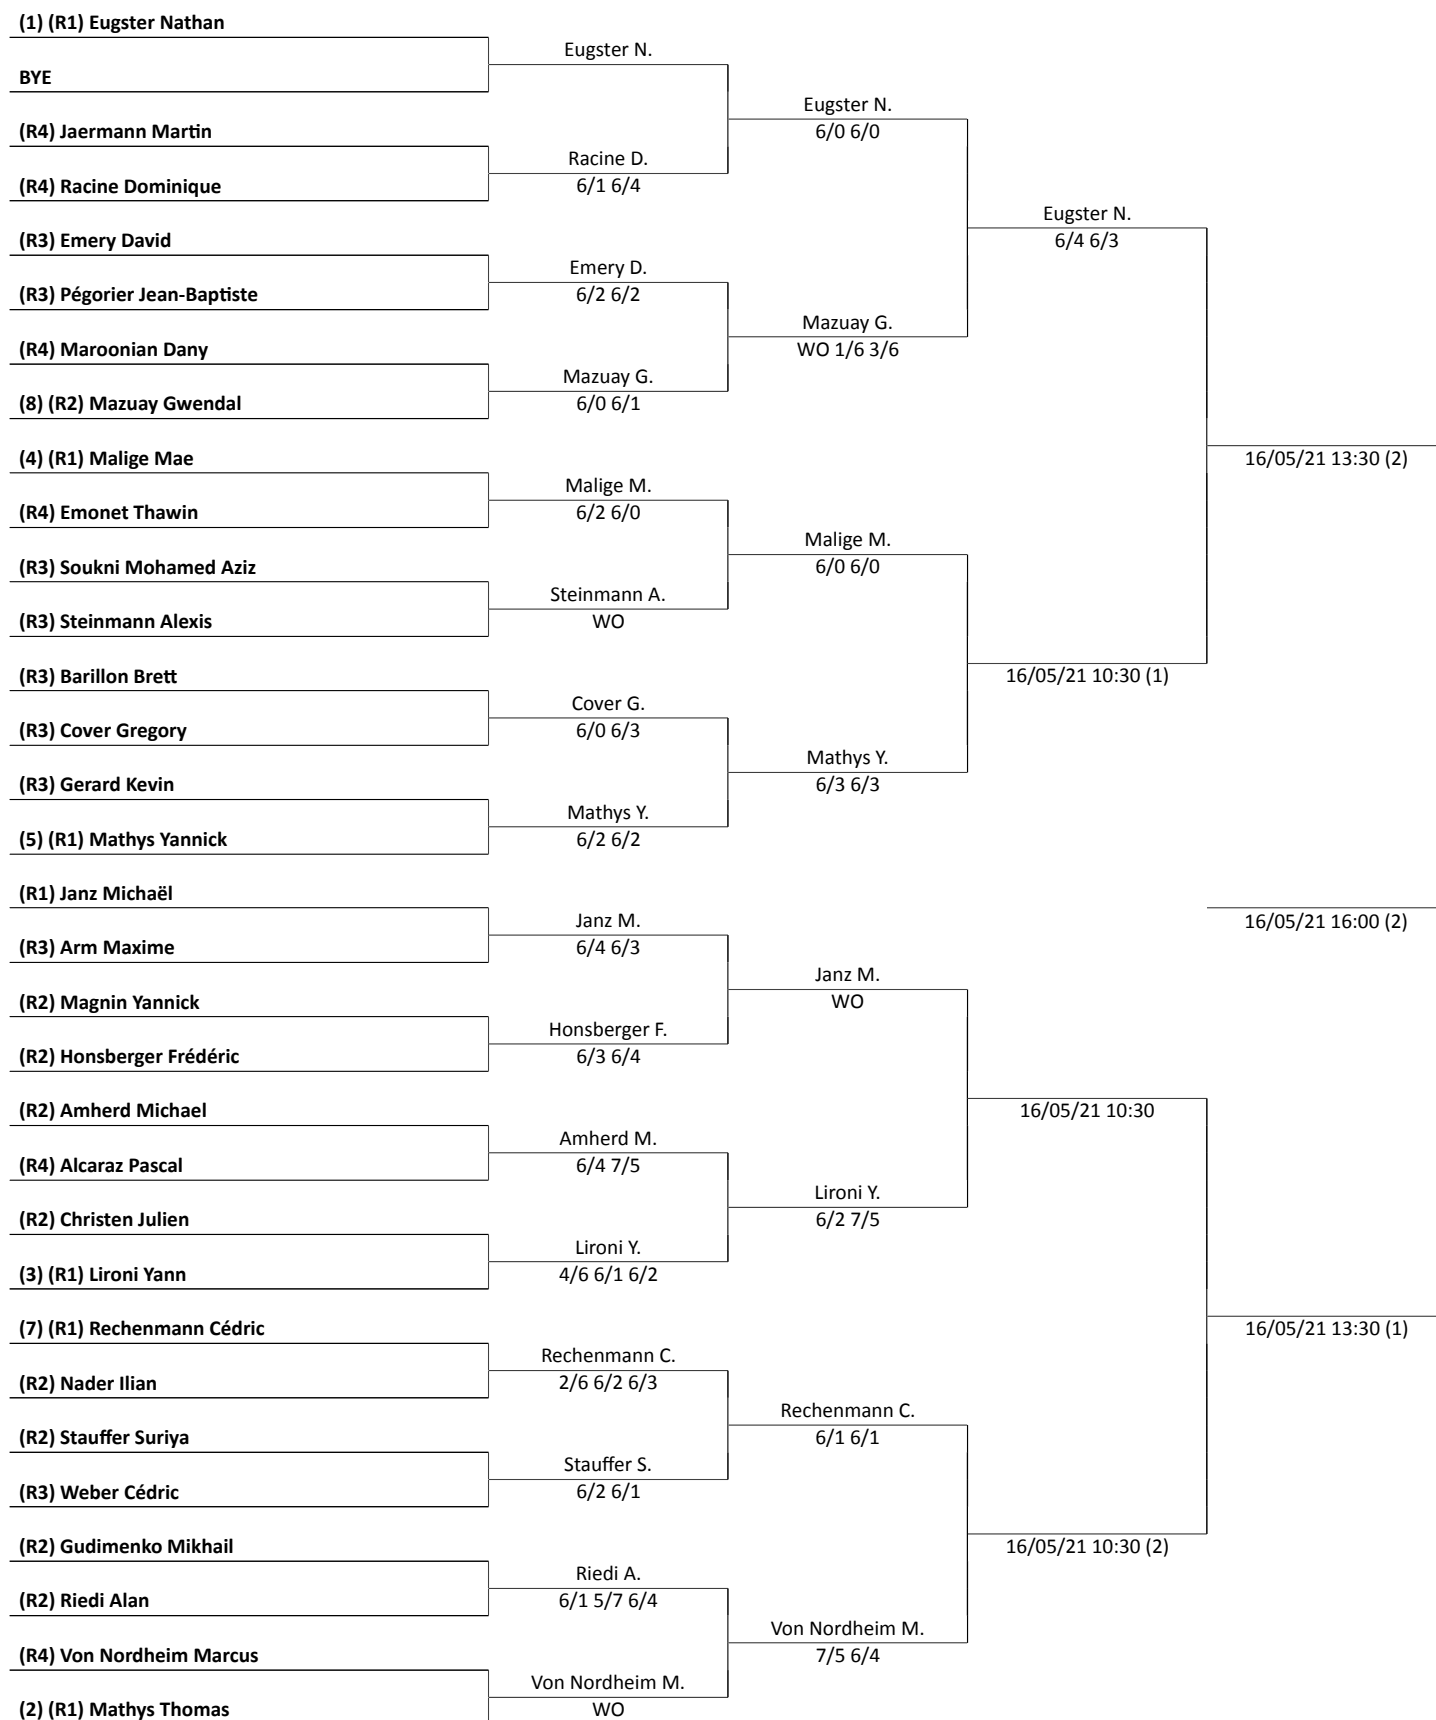 (1) (R1) Eugster Nathan
BYE
(R4) Jaermann Martin
(R4) Racine Dominique
(R3) Emery David
(R3) Pégorier Jean-Baptiste
(R4) Maroonian Dany
(8) (R2) Mazuay Gwendal
(4) (R1) Malige Mae
(R4) Emonet Thawin
(R3) Soukni Mohamed Aziz
(R3) Steinmann Alexis
(R3) Barillon Brett
(R3) Cover Gregory
(R3) Gerard Kevin
(5) (R1) Mathys Yannick
(R1) Janz Michaël
(R3) Arm Maxime
(R2) Magnin Yannick
(R2) Honsberger Frédéric
(R2) Amherd Michael
(R4) Alcaraz Pascal
(R2) Christen Julien
(3) (R1) Lironi Yann
(7) (R1) Rechenmann Cédric
(R2) Nader Ilian
(R2) Stauffer Suriya
(R3) Weber Cédric
(R2) Gudimenko Mikhail
(R2) Riedi Alan
(R4) Von Nordheim Marcus
(2) (R1) Mathys Thomas
Eugster N.
Racine D.
6/1 6/4
Emery D.
6/2 6/2
Mazuay G.
6/0 6/1
Malige M.
6/2 6/0
Steinmann A.
WO
Cover G.
6/0 6/3
Mathys Y.
6/2 6/2
Janz M.
6/4 6/3
Honsberger F.
6/3 6/4
Amherd M.
6/4 7/5
Lironi Y.
4/6 6/1 6/2
Rechenmann C.
2/6 6/2 6/3
Stauffer S.
6/2 6/1
Riedi A.
6/1 5/7 6/4
Von Nordheim M.
WO
Eugster N.
6/0 6/0
Mazuay G.
WO 1/6 3/6
Malige M.
6/0 6/0
Mathys Y.
6/3 6/3
Janz M.
WO
Lironi Y.
6/2 7/5
Rechenmann C.
6/1 6/1
Von Nordheim M.
7/5 6/4
Eugster N.
6/4 6/3
16/05/21 10:30 (1)
16/05/21 10:30
16/05/21 10:30 (2)
16/05/21 13:30 (2)
16/05/21 16:00 (2)
16/05/21 13:30 (1)